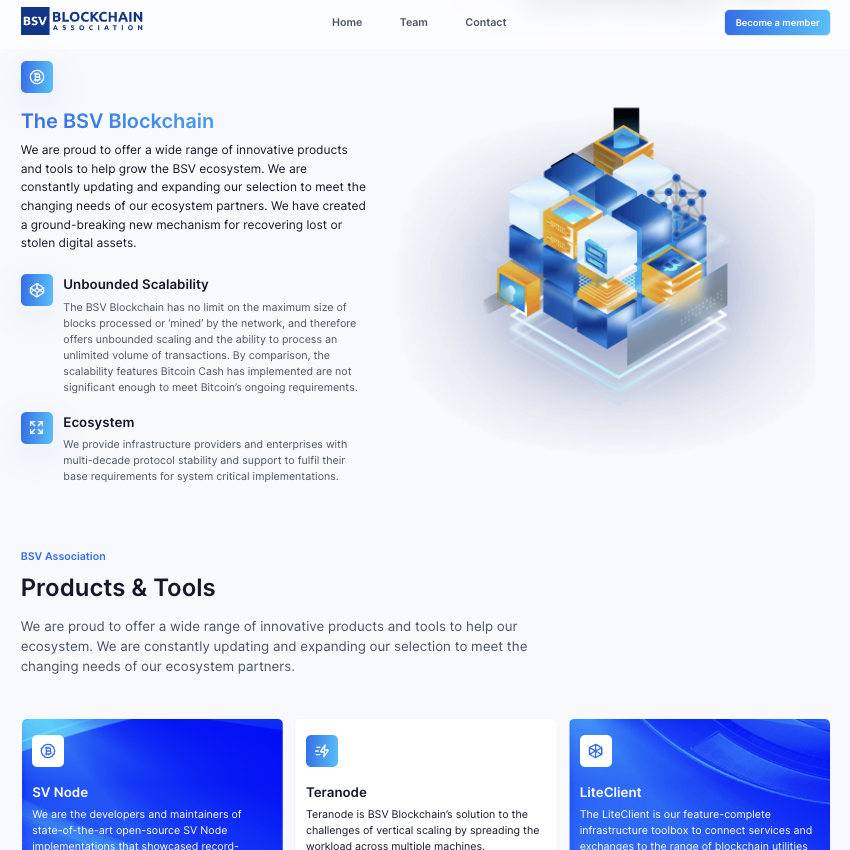 BSV BLOCKCHAIN
ASSOCIATION
Home
Team
Contact
Become a member
The BSV Blockchain
We are proud to offer a wide range of innovative products
and tools to help grow the BSV ecosystem. We are
constantly updating and expanding our selection to meet the
changing needs of our ecosystem partners. We have created
a ground-breaking new mechanism for recovering lost or
stolen digital assets.
Unbounded Scalability
The BSV Blockchain has no limit on the maximum size of
blocks processed or ‘mined’ by the network, and therefore
offers unbounded scaling and the ability to process an
unlimited volume of transactions. By comparison, the
scalability features Bitcoin Cash has implemented are not
significant enough to meet Bitcoin’s ongoing requirements.
Ecosystem
We provide infrastructure providers and enterprises with
multi-decade protocol stability and support to fulfil their
base requirements for system critical implementations.
BSV Association
Products & Tools
We are proud to offer a wide range of innovative products and tools to help our
ecosystem. We are constantly updating and expanding our selection to meet the
changing needs of our ecosystem partners.
SV Node
We are the developers and maintainers of
state-of-the-art open-source SV Node
implementations that showcased record-
Teranode
Teranode is BSV Blockchain’s solution to the
challenges of vertical scaling by spreading the
workload across multiple machines.
LiteClient
The LiteClient is our feature-complete
infrastructure toolbox to connect services and
exchanges to the range of blockchain utilities